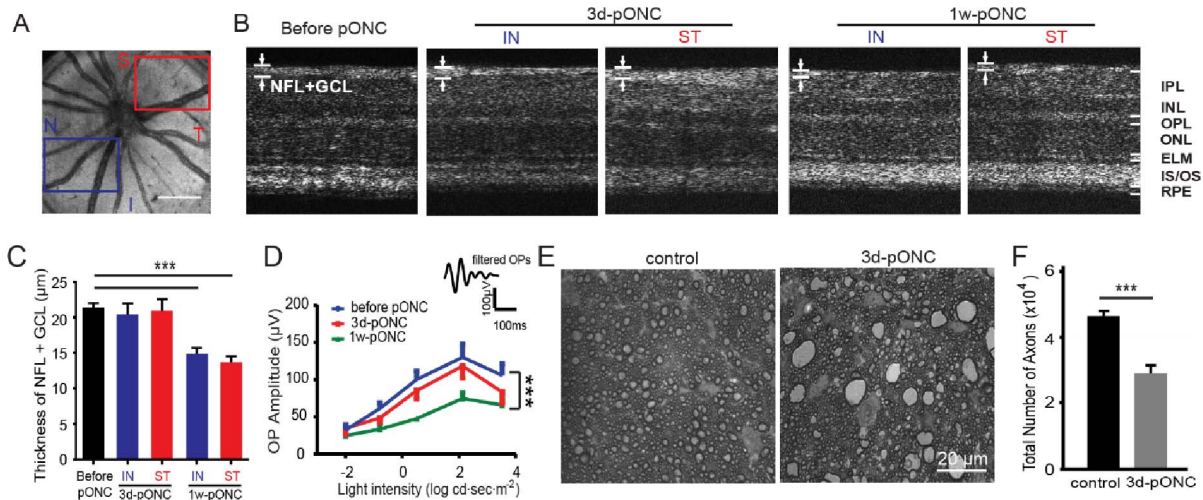 A
S
N
T
I
B
Before pONC
3d-pONC
IN
ST
1w-pONC
IN
ST
NFL+GCL
IPL
INL
OPL
ONL
ELM
IS/OS
RPE
C
Thickness of NFL + GCL (µm)
25
20
15
10
5
0
***
Before pONC
IN
ST
IN
ST
3d-pONC
1w-pONC
D
filtered OPs
100µV
100ms
OP Amplitude (µV)
200
150
100
50
0
before pONC
3d-pONC
1w-pONC
***
-2
0
2
4
Light intensity (log cd·sec·m⁻²)
E
control
3d-pONC
20 µm
F
Total Number of Axons (x10⁴)
6
4
2
0
***
control
3d-pONC